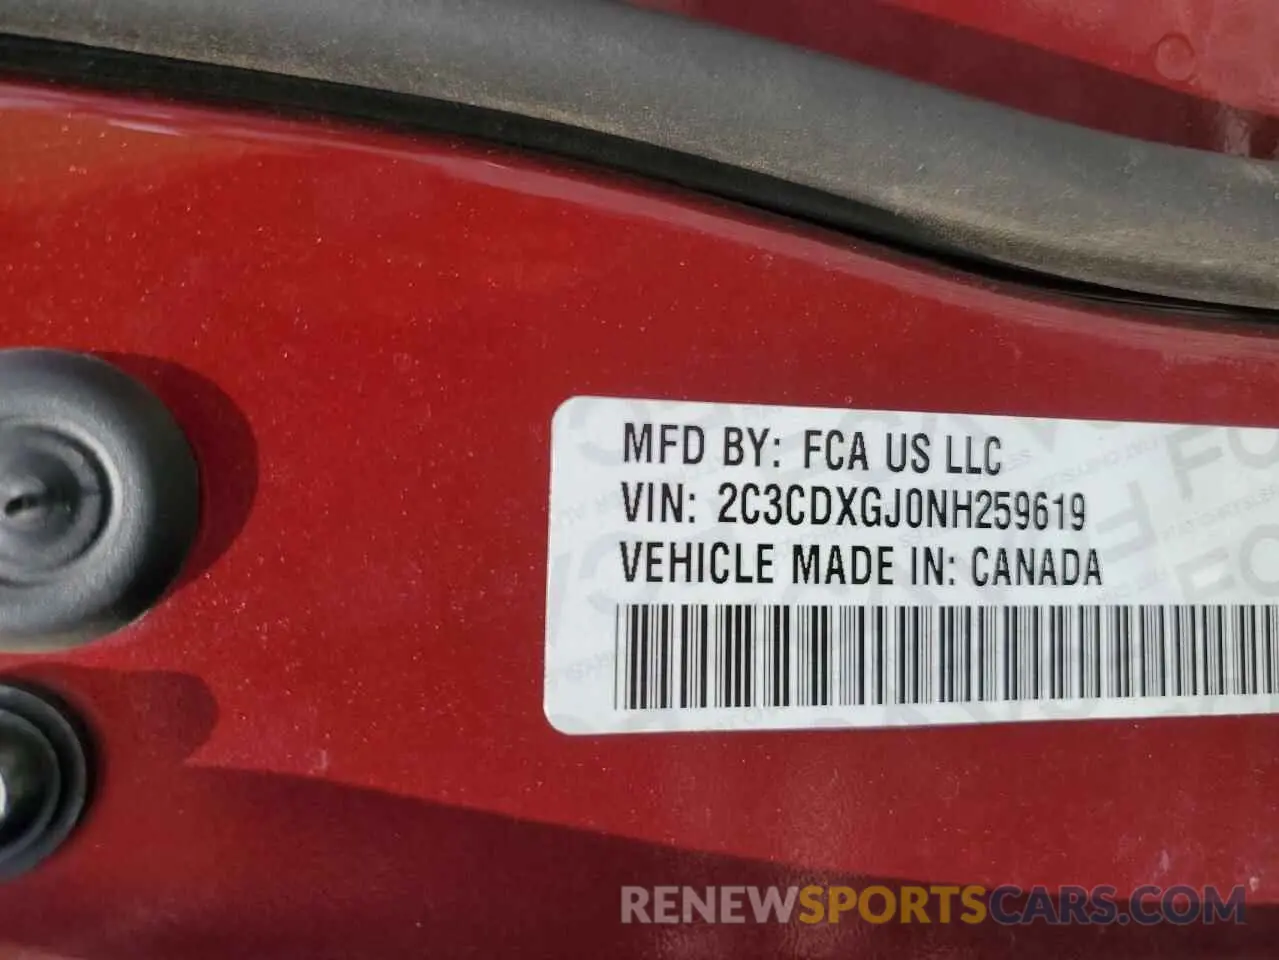 MFD BY: FCA US LLC
VIN: 2C3CDXGJ0NH259619
VEHICLE MADE IN: CANADA
RENEWSPORTSCARS.COM